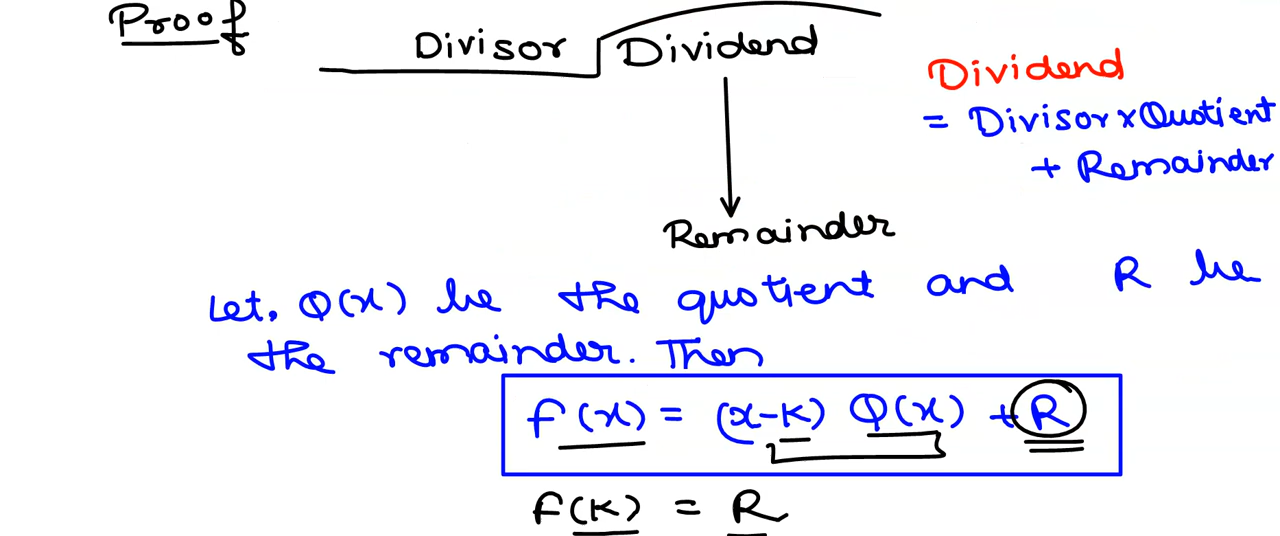 Proof
Divisor Dividend
Dividend
= Divisor x Quotient
+ Remainder
Remainder
Let, Q(x) be the quotient and R be
the remainder. Then
f(x) = (x-k) Q(x) + R
f(k) = R